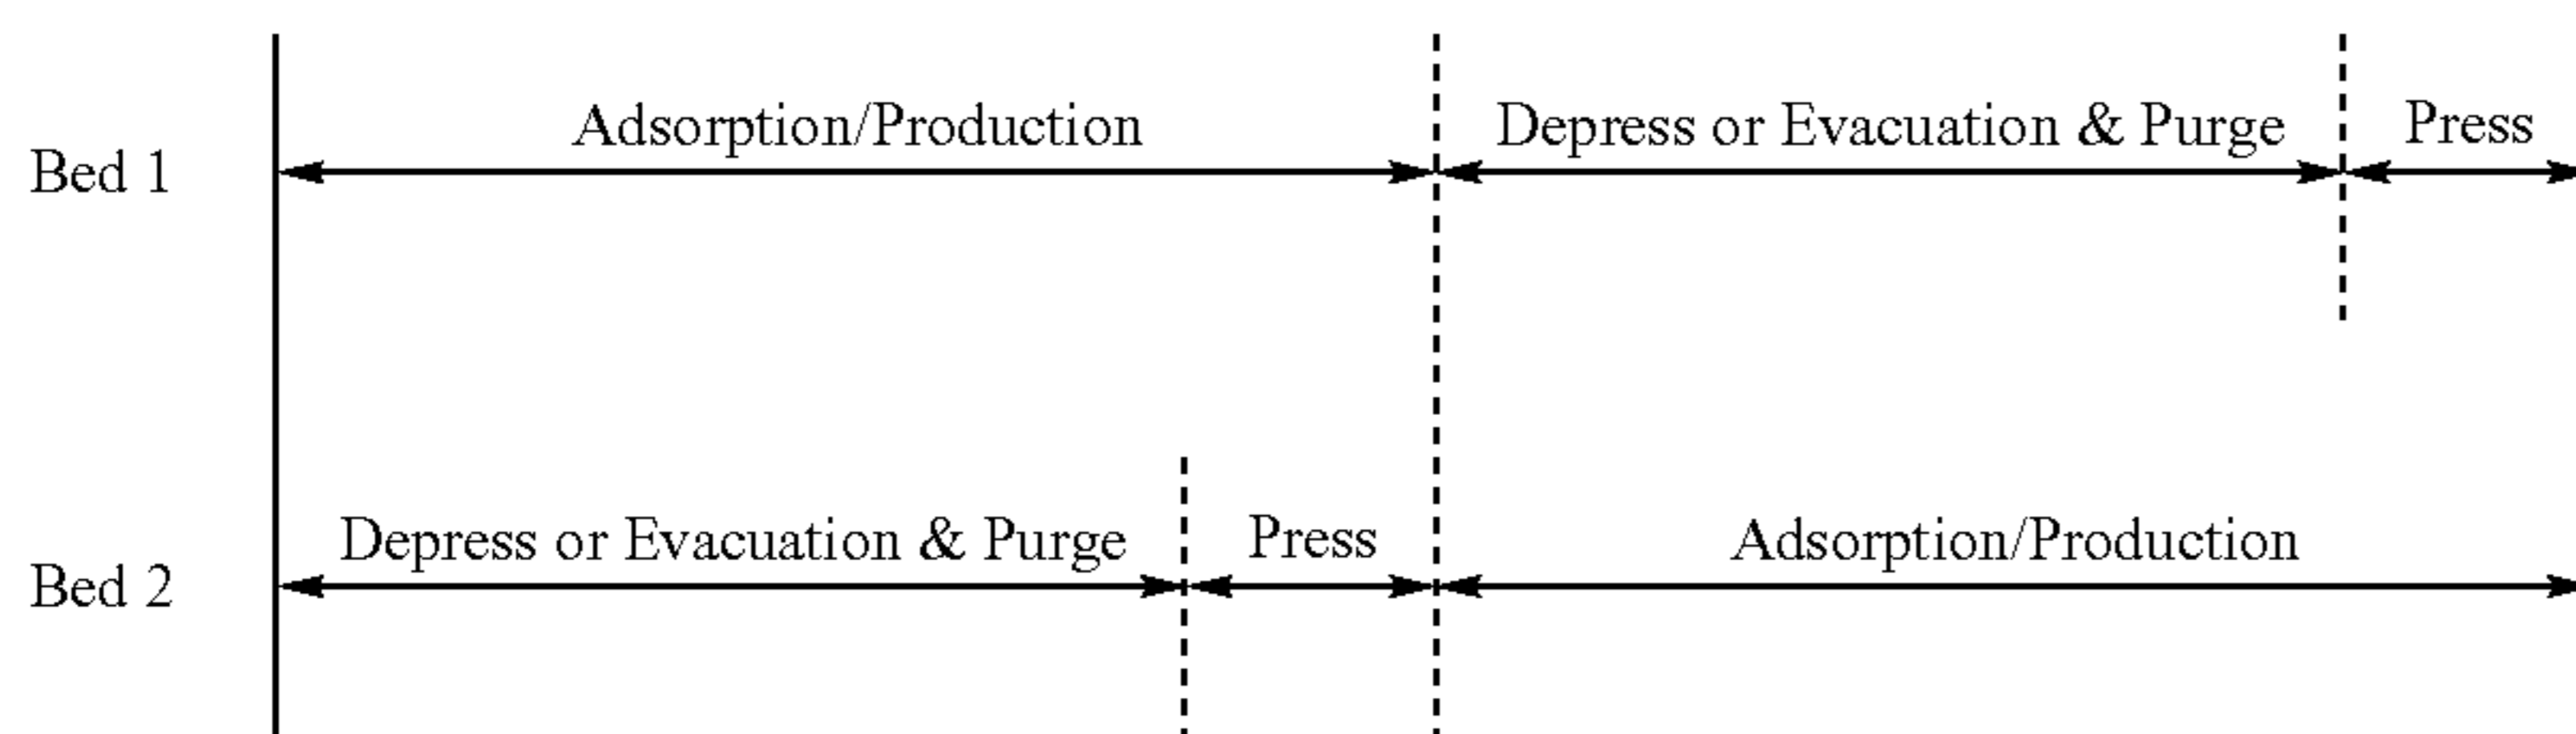 Adsorption/Production Depress or Evacuation & Purge Press
Bed 1
Depress or Evacuation & Purge Press Adsorption/Production
Bed 2